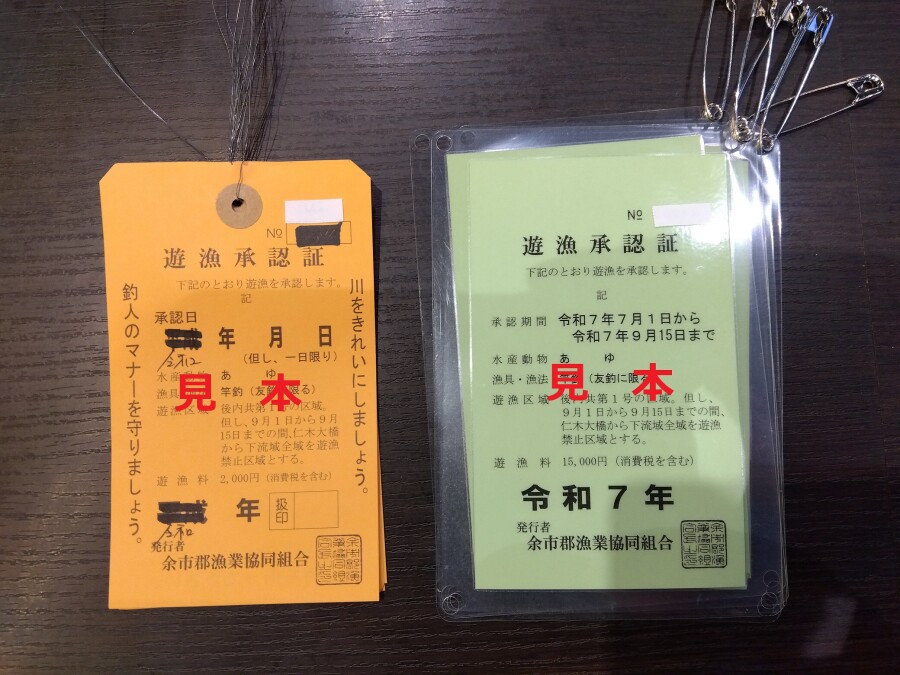 No
遊漁承認証
下記のとおり遊漁を承認します。
記
承認日
令和
年 月 日
(但し、一日限り)
水産動物 あ ゆ
漁具 竿釣(友釣に限る)
遊漁区域 後内共第1号の区域。
但し、9月1日から9月
15日までの間、仁木大橋
から下流域全域を遊漁
禁止区域とする。
遊漁料 2,000円(消費税を含む)
令和
年
扱印
発行者
余市郡漁業協同組合
川をきれいにしましょう。
釣人のマナーを守りましょう。
見本
No
遊漁承認証
下記のとおり遊漁を承認します。
記
承認期間 令和7年7月1日から
令和7年9月15日まで
水産動物 あ ゆ
漁具・漁法 (友釣に限る
遊漁区域 後内共第1号の区域。但し、
9月1日から9月15日までの間、
仁木大橋から下流域全域を遊漁
禁止区域とする。
遊漁料 15,000円(消費税を含む)
令和7年
発行者
余市郡漁業協同組合
見本